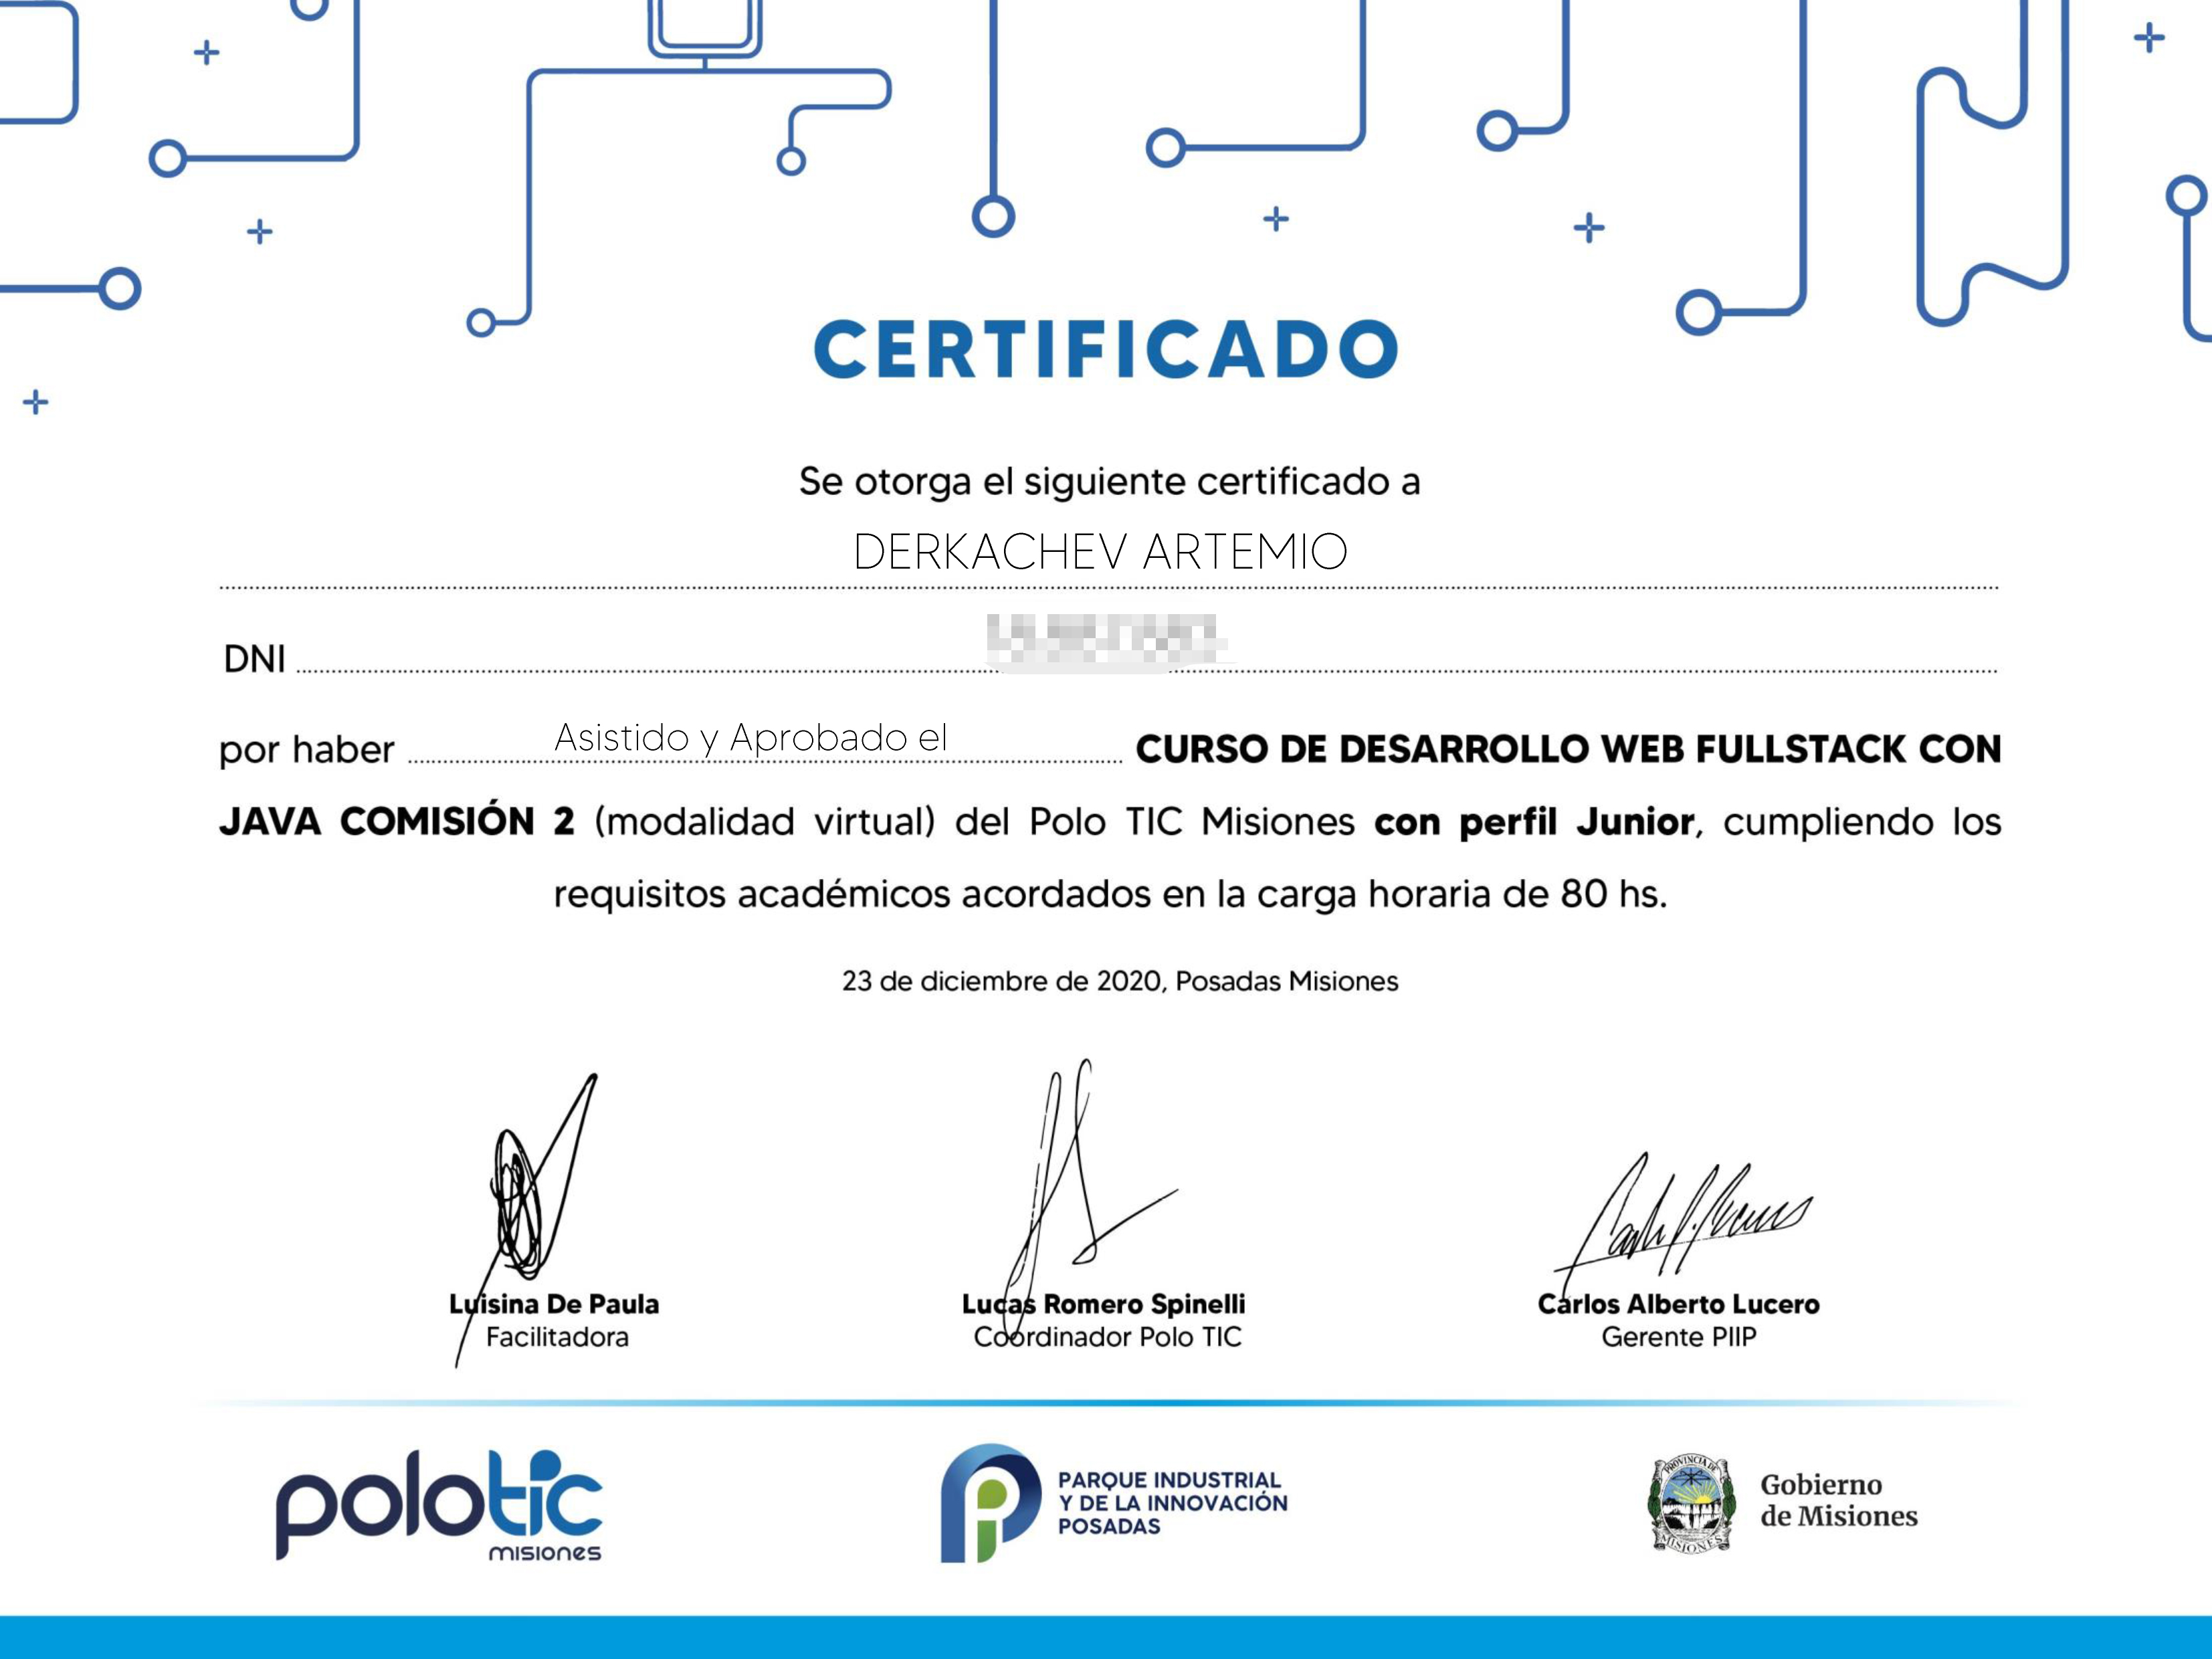 CERTIFICADO
Se otorga el siguiente certificado a
DERKACHEV ARTEMIO
DNI
por haber Asistido y Aprobado el CURSO DE DESARROLLO WEB FULLSTACK CON
JAVA COMISIÓN 2 (modalidad virtual) del Polo TIC Misiones con perfil Junior, cumpliendo los
requisitos académicos acordados en la carga horaria de 80 hs.
23 de diciembre de 2020, Posadas Misiones
Luisina De Paula
Facilitadora
Lucas Romero Spinelli
Coordinador Polo TIC
Carlos Alberto Lucero
Gerente PIIP
polotic
misiones
PARQUE INDUSTRIAL
Y DE LA INNOVACIÓN
POSADAS
PROVINCIA DE
MISIONES
Gobierno
de Misiones